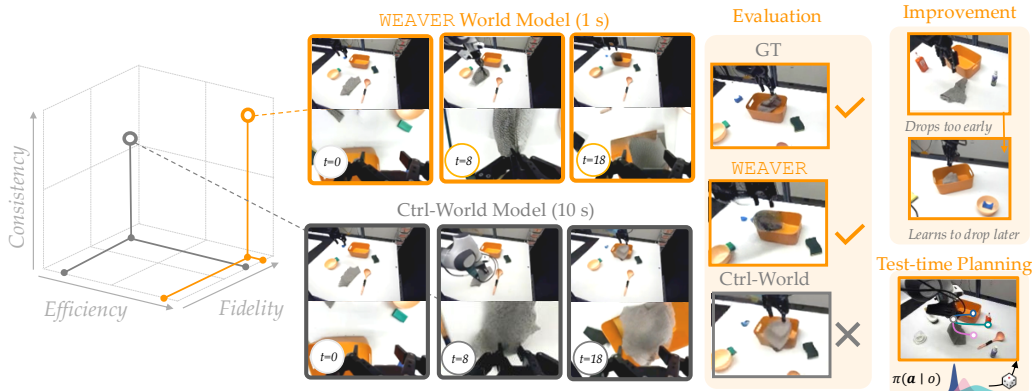 Consistency
Efficiency
Fidelity
WEAVER World Model (1 s)
t=0
t=8
t=18
Ctrl-World Model (10 s)
t=0
t=8
t=18
Evaluation
GT
WEAVER
Ctrl-World
Improvement
Drops too early
Learns to drop later
Test-time Planning
π(a | o)